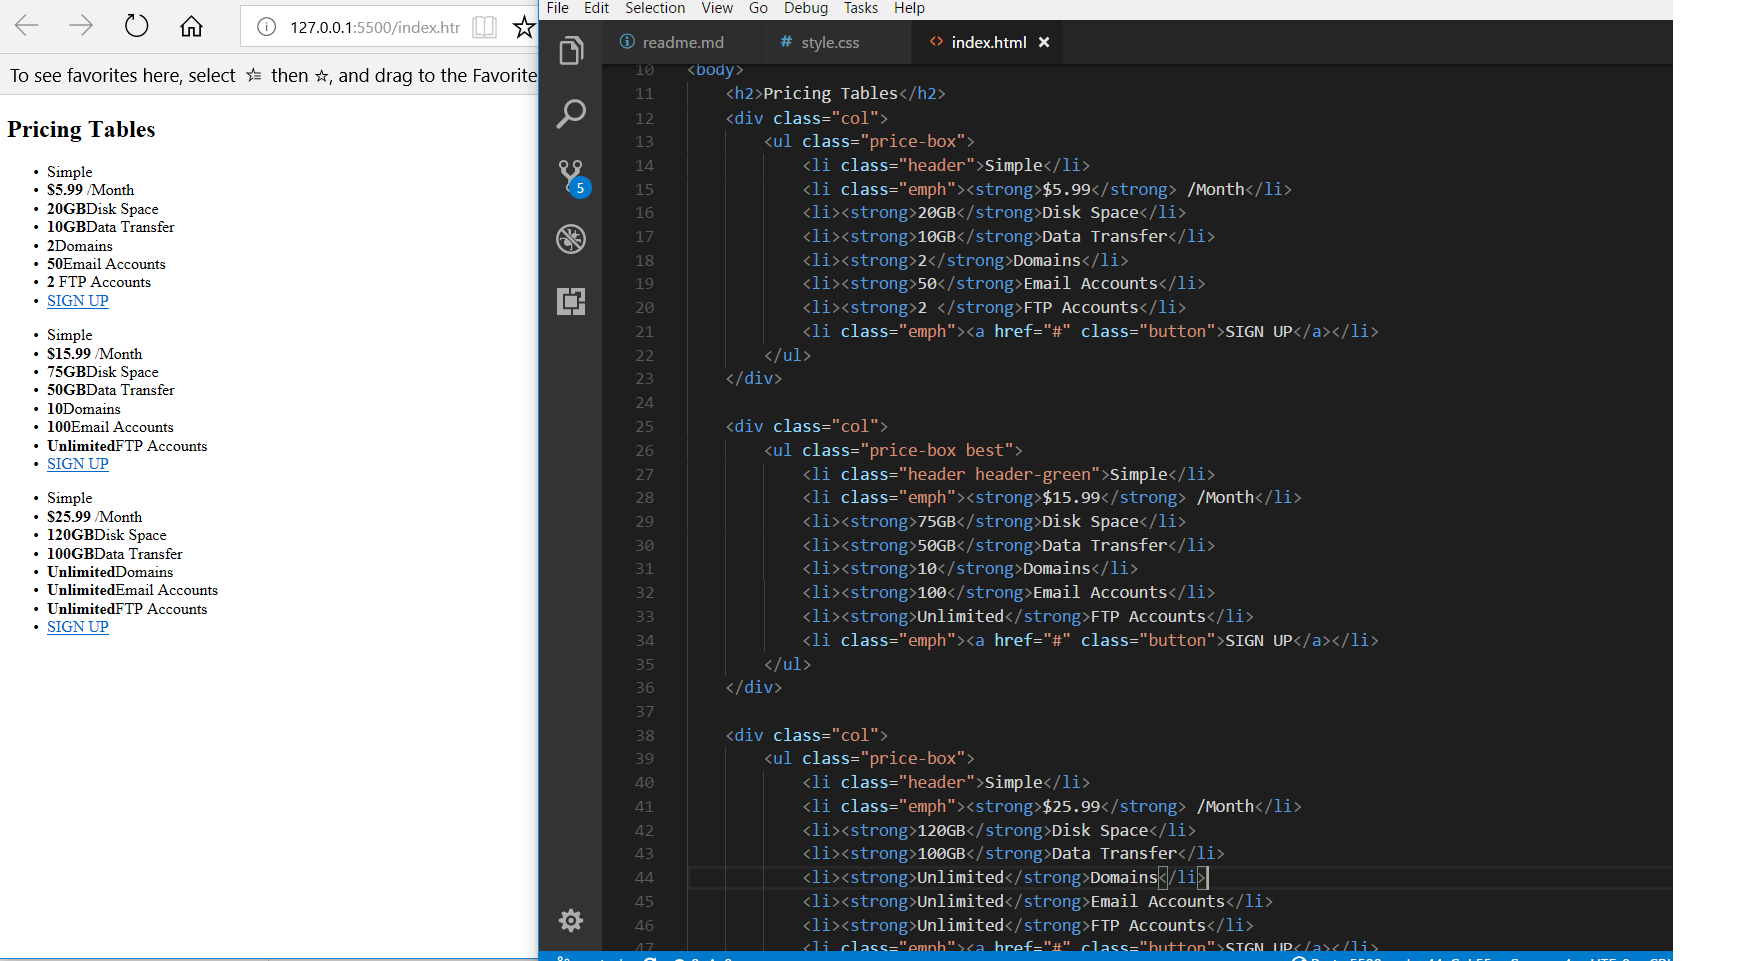 127.0.0.1:5500/index.htr
To see favorites here, select then , and drag to the Favorite
Pricing Tables
• Simple
• $5.99 /Month
• 20GBDisk Space
• 10GBData Transfer
• 2Domains
• 50Email Accounts
• 2 FTP Accounts
• SIGN UP
• Simple
• $15.99 /Month
• 75GBDisk Space
• 50GBData Transfer
• 10Domains
• 100Email Accounts
• UnlimitedFTP Accounts
• SIGN UP
• Simple
• $25.99 /Month
• 120GBDisk Space
• 100GBData Transfer
• UnlimitedDomains
• UnlimitedEmail Accounts
• UnlimitedFTP Accounts
• SIGN UP
File Edit Selection View Go Debug Tasks Help
readme.md # style.css <> index.html ×
5
10 <body>
11 <h2>Pricing Tables</h2>
12 <div class="col">
13 <ul class="price-box">
14 <li class="header">Simple</li>
15 <li class="emph"><strong>$5.99</strong> /Month</li>
16 <li><strong>20GB</strong>Disk Space</li>
17 <li><strong>10GB</strong>Data Transfer</li>
18 <li><strong>2</strong>Domains</li>
19 <li><strong>50</strong>Email Accounts</li>
20 <li><strong>2 </strong>FTP Accounts</li>
21 <li class="emph"><a href="#" class="button">SIGN UP</a></li>
22 </ul>
23 </div>
24
25 <div class="col">
26 <ul class="price-box best">
27 <li class="header header-green">Simple</li>
28 <li class="emph"><strong>$15.99</strong> /Month</li>
29 <li><strong>75GB</strong>Disk Space</li>
30 <li><strong>50GB</strong>Data Transfer</li>
31 <li><strong>10</strong>Domains</li>
32 <li><strong>100</strong>Email Accounts</li>
33 <li><strong>Unlimited</strong>FTP Accounts</li>
34 <li class="emph"><a href="#" class="button">SIGN UP</a></li>
35 </ul>
36 </div>
37
38 <div class="col">
39 <ul class="price-box">
40 <li class="header">Simple</li>
41 <li class="emph"><strong>$25.99</strong> /Month</li>
42 <li><strong>120GB</strong>Disk Space</li>
43 <li><strong>100GB</strong>Data Transfer</li>
44 <li><strong>Unlimited</strong>Domains</li>
45 <li><strong>Unlimited</strong>Email Accounts</li>
46 <li><strong>Unlimited</strong>FTP Accounts</li>
47 <li class="emph"><a href="#" class="button">SIGN UP</a></li>